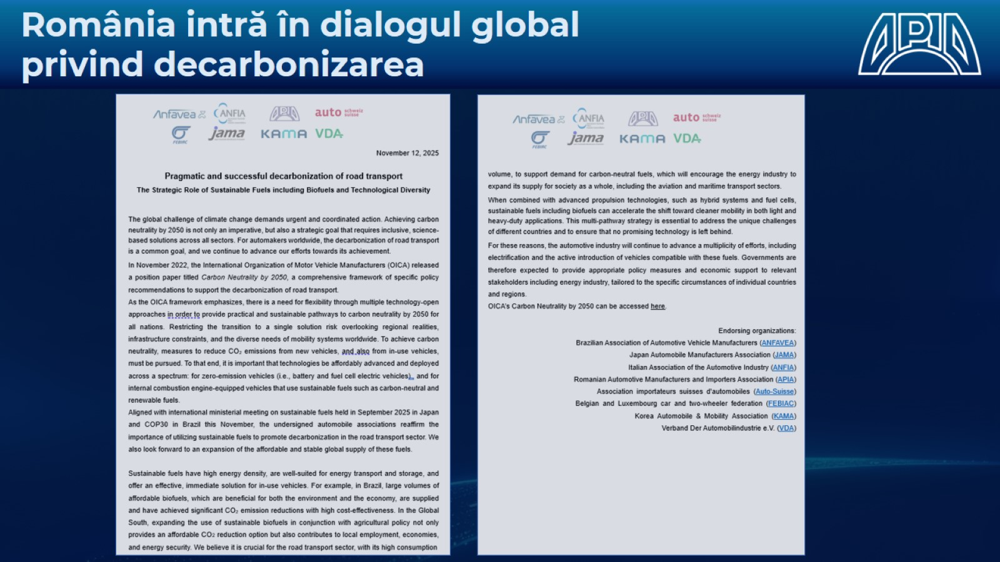 România intră în dialogul global
privind decarbonizarea
APIA
Anfavea ANFIA APIA auto schweiz suisse
FEBIAC jama KAMA VDA
November 12, 2025
Pragmatic and successful decarbonization of road transport
The Strategic Role of Sustainable Fuels including Biofuels and Technological Diversity
The global challenge of climate change demands urgent and coordinated action. Achieving carbon
neutrality by 2050 is not only an imperative, but also a strategic goal that requires inclusive, science-
based solutions across all sectors. For automakers worldwide, the decarbonization of road transport
is a common goal, and we continue to advance our efforts towards its achievement.
In November 2022, the International Organization of Motor Vehicle Manufacturers (OICA) released
a position paper titled Carbon Neutrality by 2050, a comprehensive framework of specific policy
recommendations to support the decarbonization of road transport.
As the OICA framework emphasizes, there is a need for flexibility through multiple technology-open
approaches in order to provide practical and sustainable pathways to carbon neutrality by 2050 for
all nations. Restricting the transition to a single solution risk overlooking regional realities,
infrastructure constraints, and the diverse needs of mobility systems worldwide. To achieve carbon
neutrality, measures to reduce CO₂ emissions from new vehicles, and also from in-use vehicles,
must be pursued. To that end, it is important that technologies be affordably advanced and deployed
across a spectrum: for zero-emission vehicles (i.e., battery and fuel cell electric vehicles), and for
internal combustion engine-equipped vehicles that use sustainable fuels such as carbon-neutral and
renewable fuels.
Aligned with international ministerial meeting on sustainable fuels held in September 2025 in Japan
and COP30 in Brazil this November, the undersigned automobile associations reaffirm the
importance of utilizing sustainable fuels to promote decarbonization in the road transport sector. We
also look forward to an expansion of the affordable and stable global supply of these fuels.
Sustainable fuels have high energy density, are well-suited for energy transport and storage, and
offer an effective, immediate solution for in-use vehicles. For example, in Brazil, large volumes of
affordable biofuels, which are beneficial for both the environment and the economy, are supplied
and have achieved significant CO₂ emission reductions with high cost-effectiveness. In the Global
South, expanding the use of sustainable biofuels in conjunction with agricultural policy not only
provides an affordable CO₂ reduction option but also contributes to local employment, economies,
and energy security. We believe it is crucial for the road transport sector, with its high consumption
Anfavea ANFIA APIA auto schweiz suisse
FEBIAC jama KAMA VDA
volume, to support demand for carbon-neutral fuels, which will encourage the energy industry to
expand its supply for society as a whole, including the aviation and maritime transport sectors.
When combined with advanced propulsion technologies, such as hybrid systems and fuel cells,
sustainable fuels including biofuels can accelerate the shift toward cleaner mobility in both light and
heavy-duty applications. This multi-pathway strategy is essential to address the unique challenges
of different countries and to ensure that no promising technology is left behind.
For these reasons, the automotive industry will continue to advance a multiplicity of efforts, including
electrification and the active introduction of vehicles compatible with these fuels. Governments are
therefore expected to provide appropriate policy measures and economic support to relevant
stakeholders including energy industry, tailored to the specific circumstances of individual countries
and regions.
OICA's Carbon Neutrality by 2050 can be accessed here.
Endorsing organizations:
Brazilian Association of Automotive Vehicle Manufacturers (ANFAVEA)
Japan Automobile Manufacturers Association (JAMA)
Italian Association of the Automotive Industry (ANFIA)
Romanian Automotive Manufacturers and Importers Association (APIA)
Association importateurs suisses d'automobiles (Auto-Suisse)
Belgian and Luxembourg car and two-wheeler federation (FEBIAC)
Korea Automobile & Mobility Association (KAMA)
Verband Der Automobilindustrie e.V. (VDA)